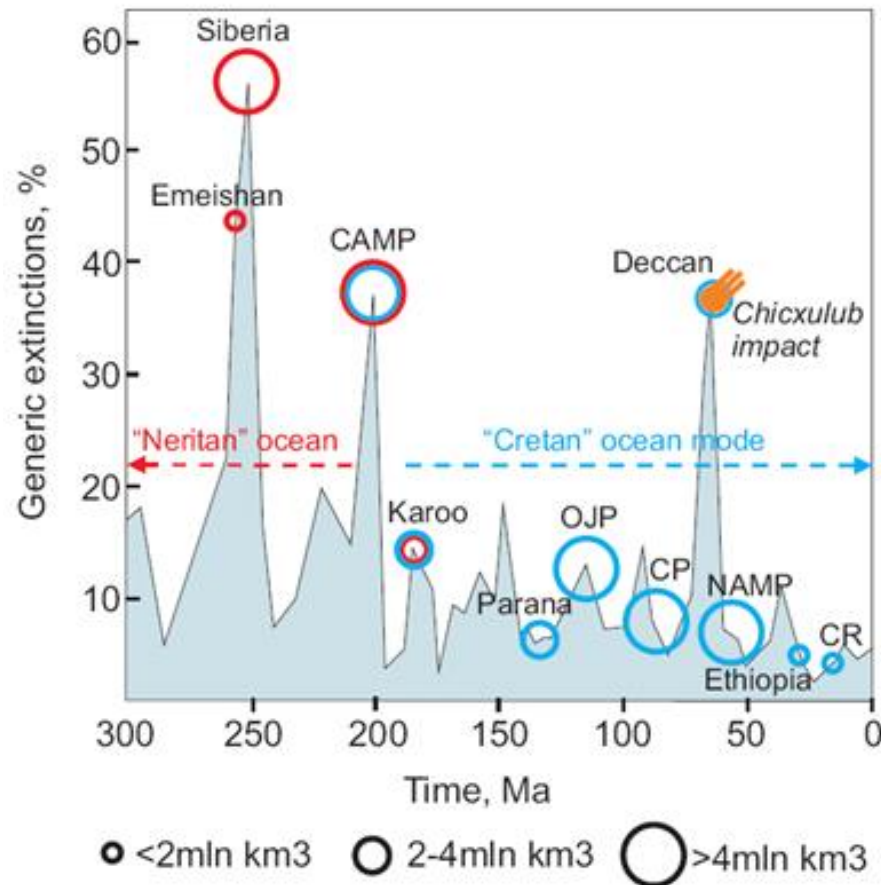 Generic extinctions, %
60
50
40
30
20
10
Siberia
Emeishan
CAMP
Deccan
Chicxulub
impact
"Neritan" ocean
"Cretan" ocean mode
Karoo
OJP
Parana
CP
NAMP
CR
Ethiopia
300 250 200 150 100 50 0
Time, Ma
<2mln km3 2-4mln km3 >4mln km3